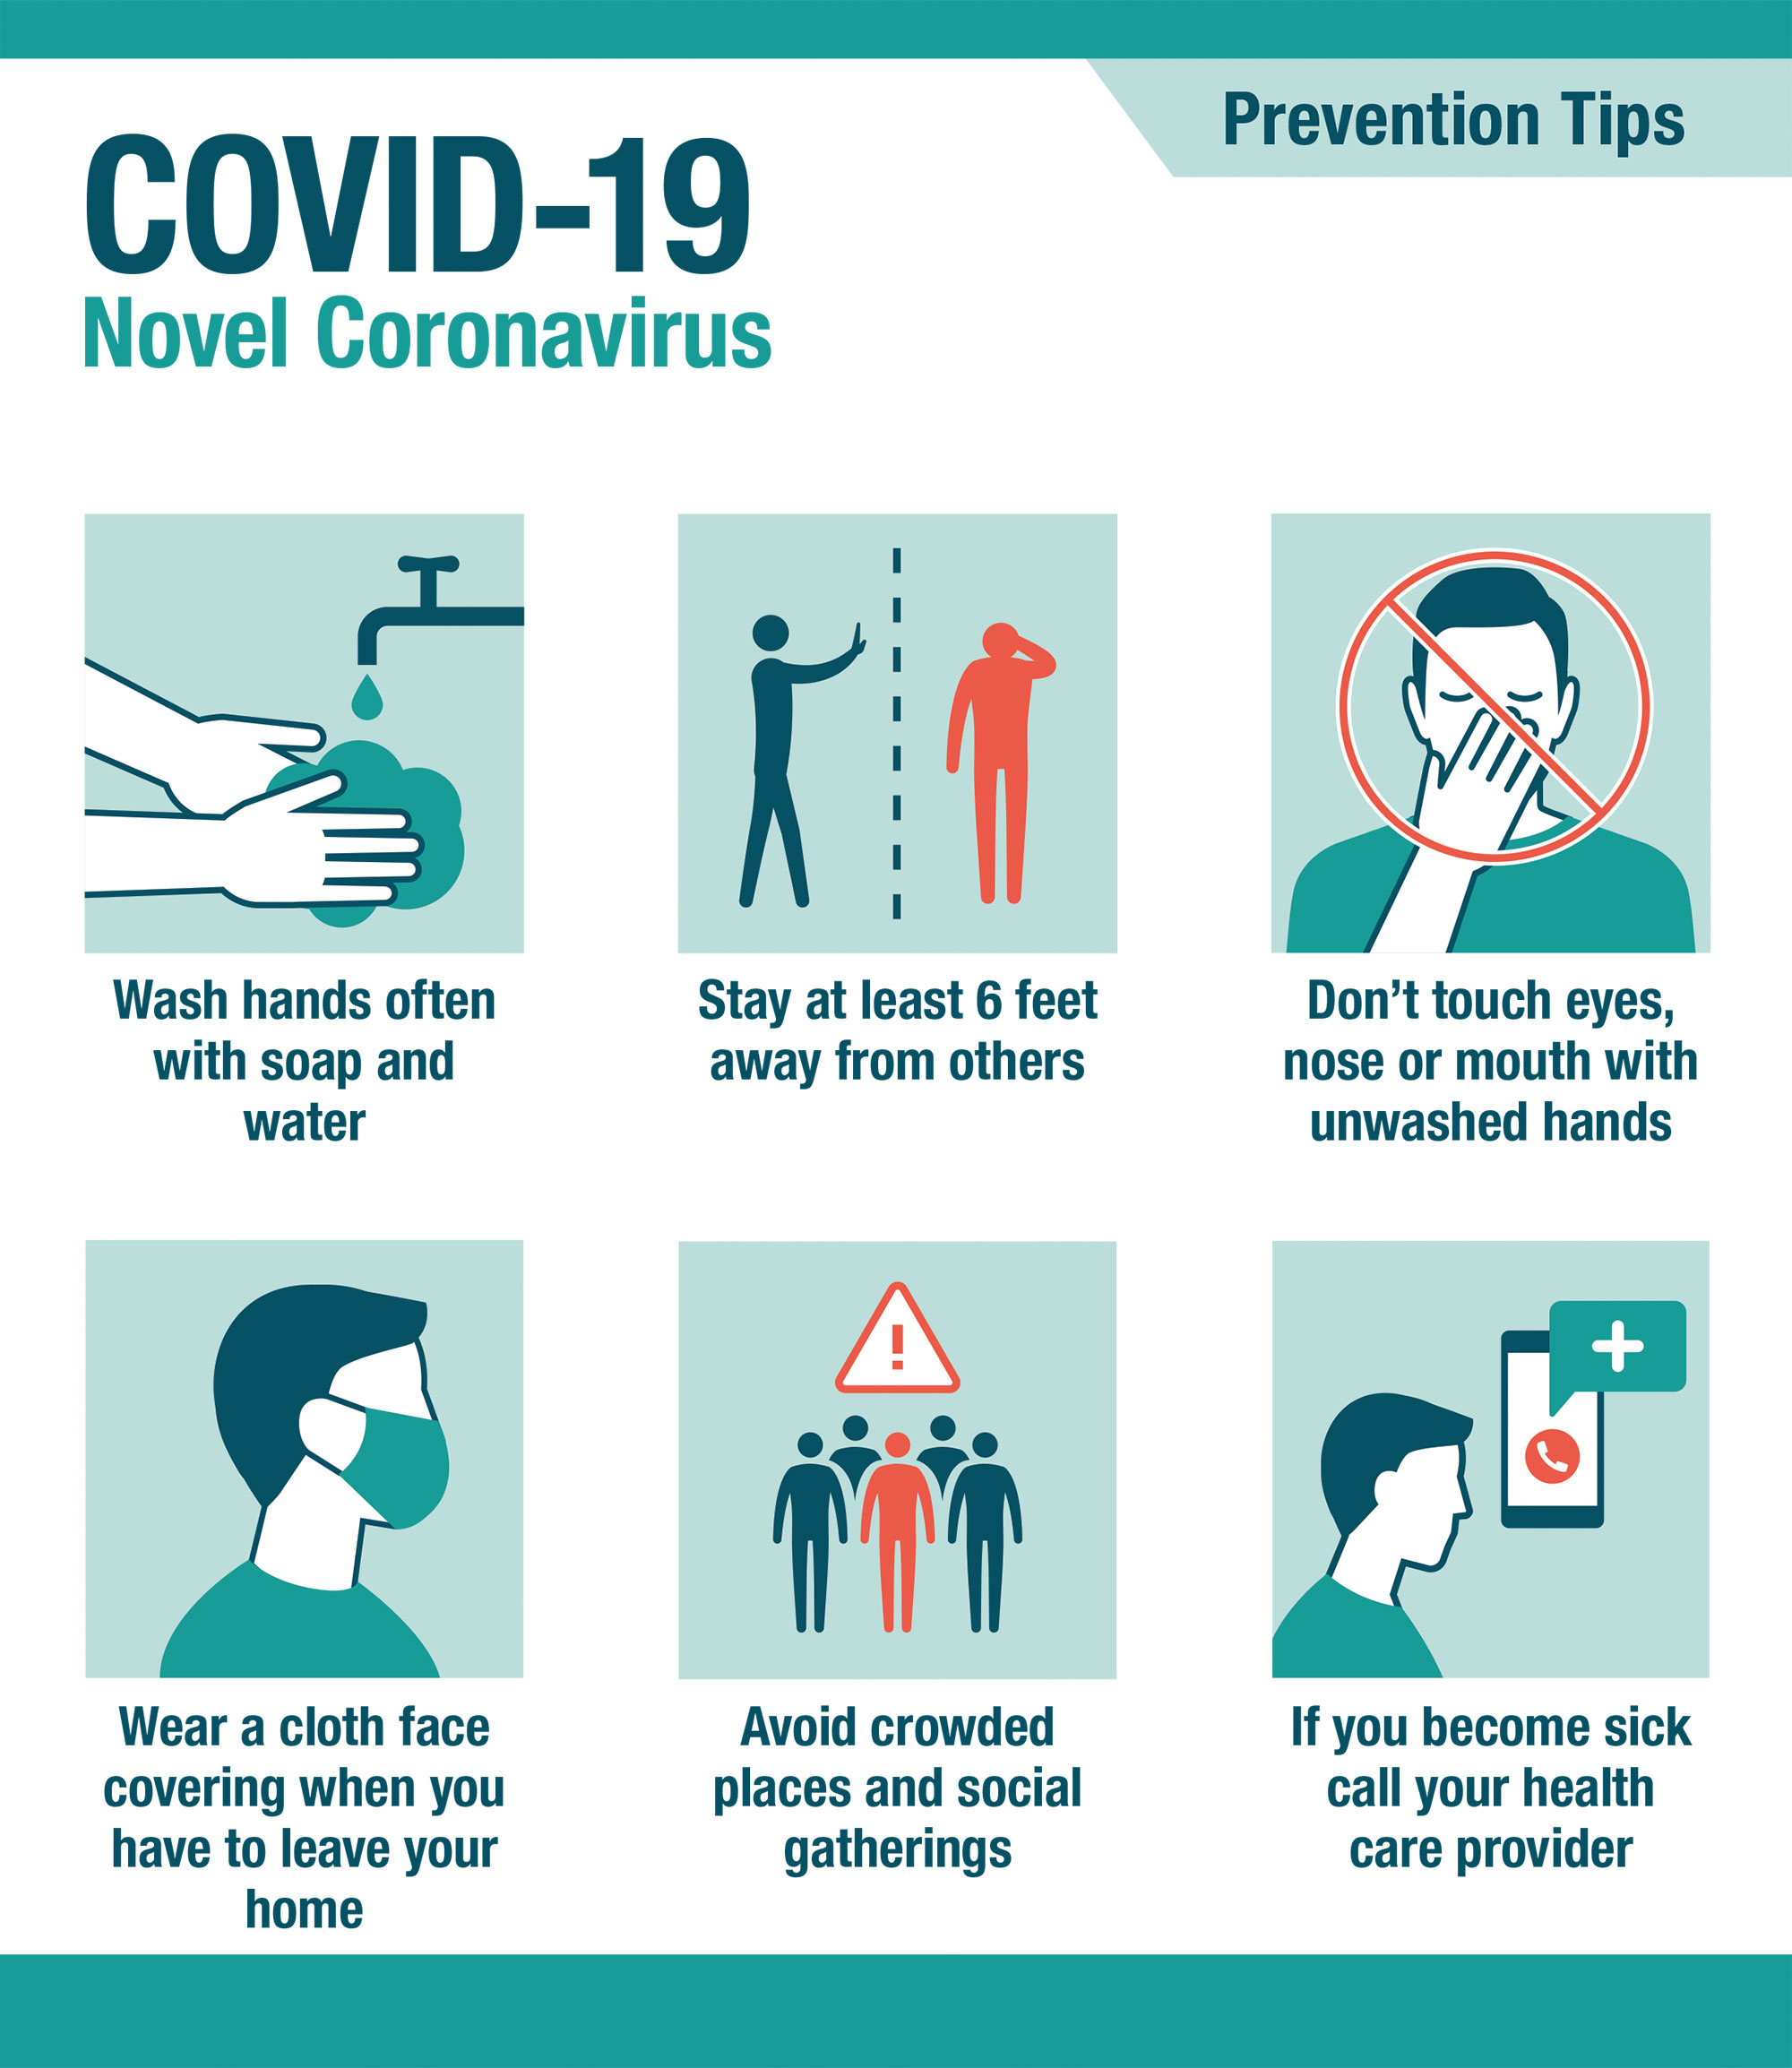 Prevention Tips
COVID-19
Novel Coronavirus
Wash hands often
with soap and
water
Stay at least 6 feet
away from others
Don't touch eyes,
nose or mouth with
unwashed hands
Wear a cloth face
covering when you
have to leave your
home
Avoid crowded
places and social
gatherings
If you become sick
call your health
care provider